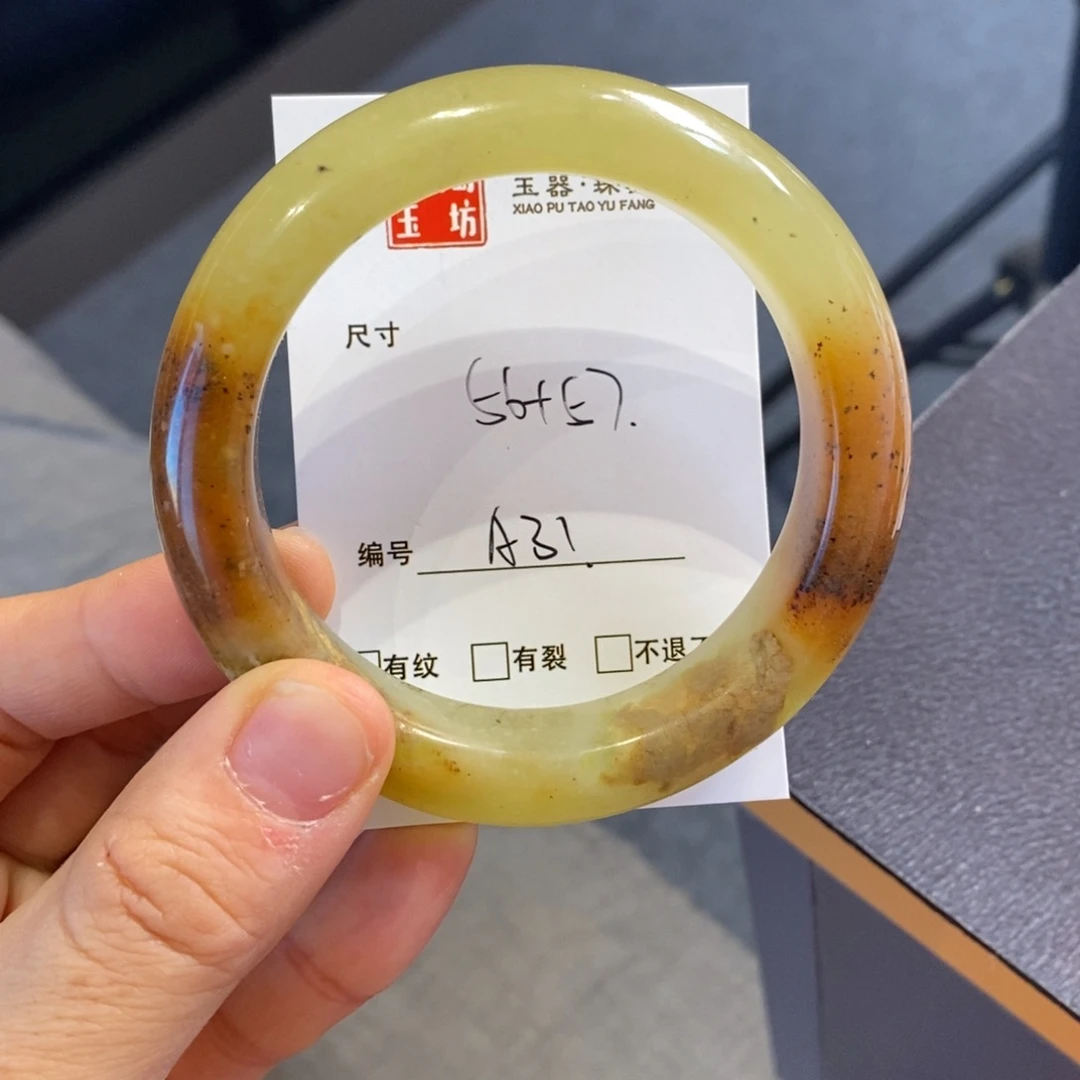 玉器·珠
玉坊
XIAO PU TAO YU FANG
尺寸
56+57.
编号 A31.
有纹 有裂 不退